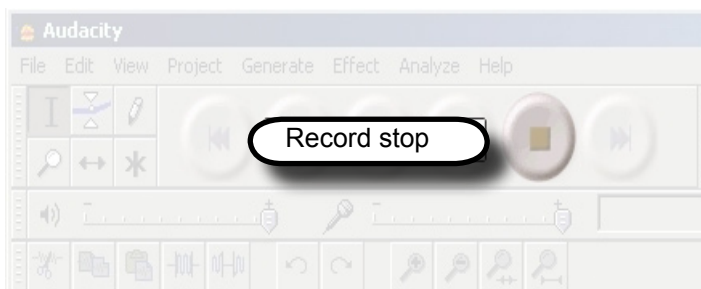 Audacity
File Edit View Project Generate Effect Analyze Help
Record stop